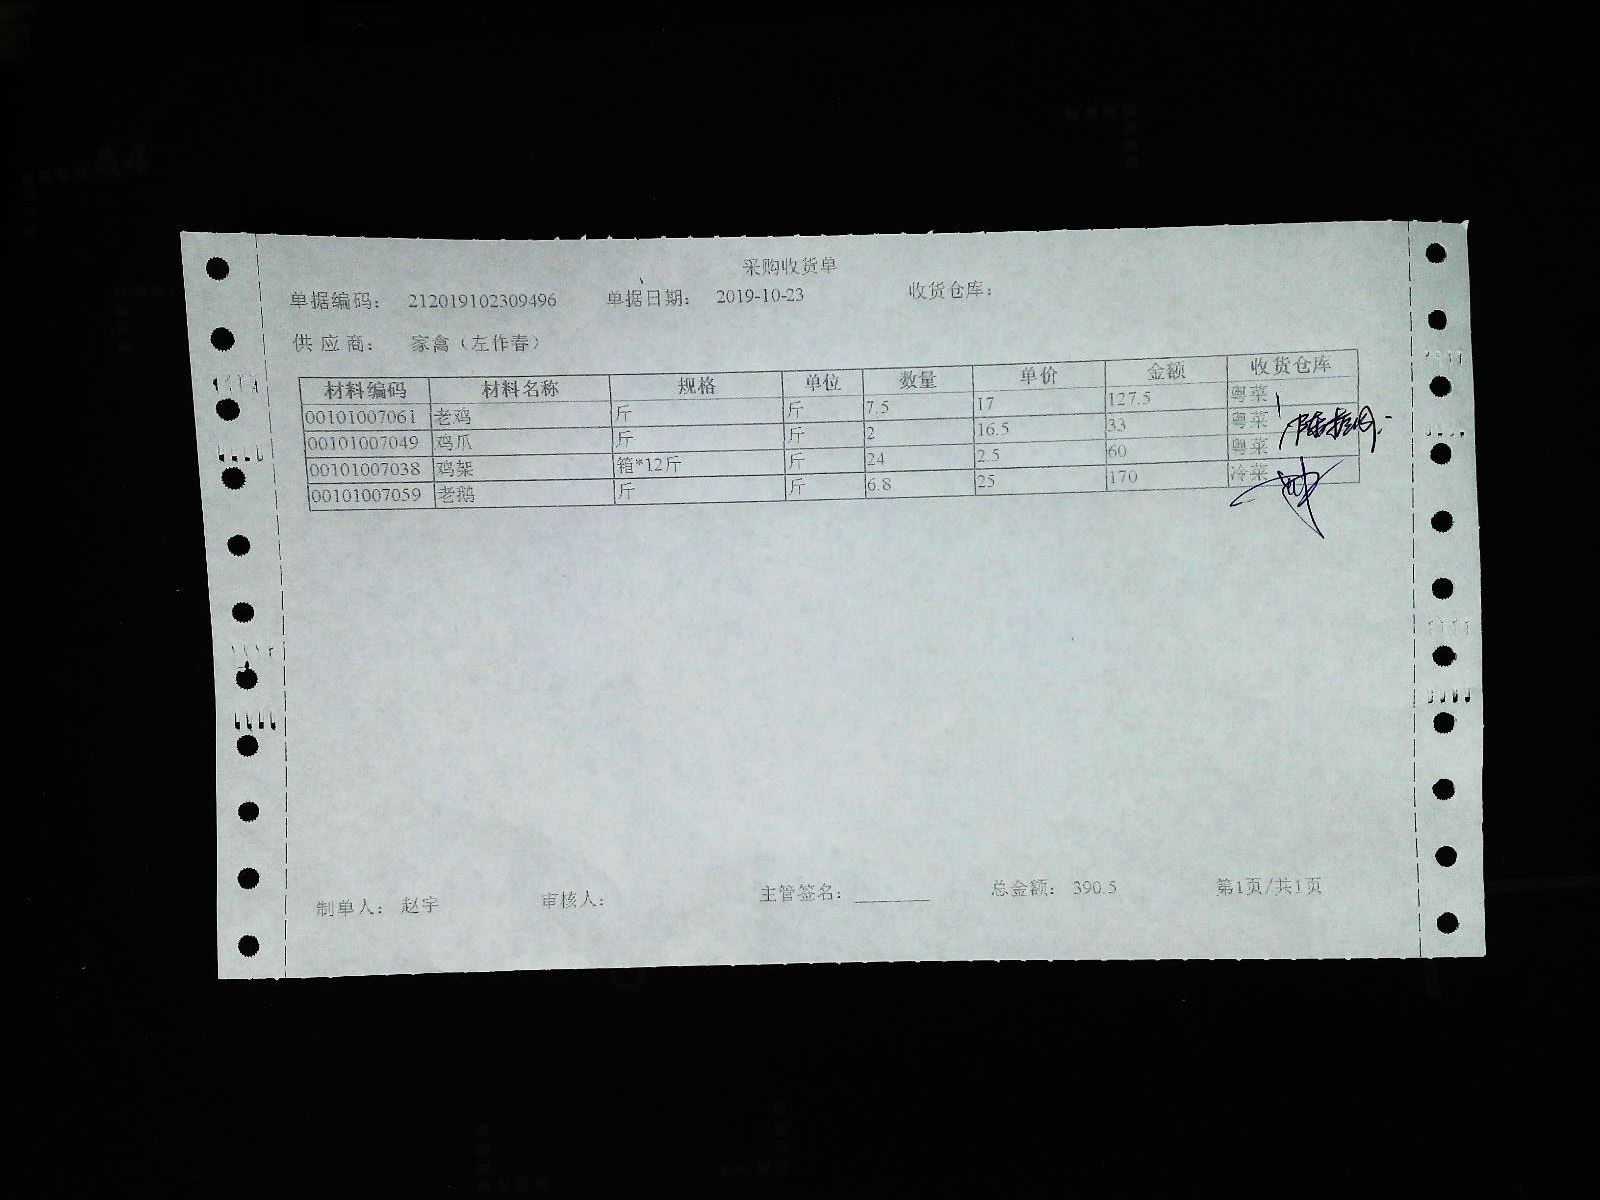 采购收货单
单据编码： 212019102309496 单据日期： 2019-10-23 收货仓库：
供应商： 家禽（左作春）
材料编码 材料名称 规格 单位 数量 单价 金额 收货仓库
00101007061 老鸡 斤 斤 7.5 17 127.5 粤菜
00101007049 鸡爪 斤 斤 2 16.5 33 粤菜
00101007038 鸡架 箱*12斤 斤 24 2.5 60 粤菜
00101007059 老鹅 斤 斤 6.8 25 170 冷菜
制单人： 赵宇 审核人： 主管签名：_______ 总金额： 390.5 第1页/共1页